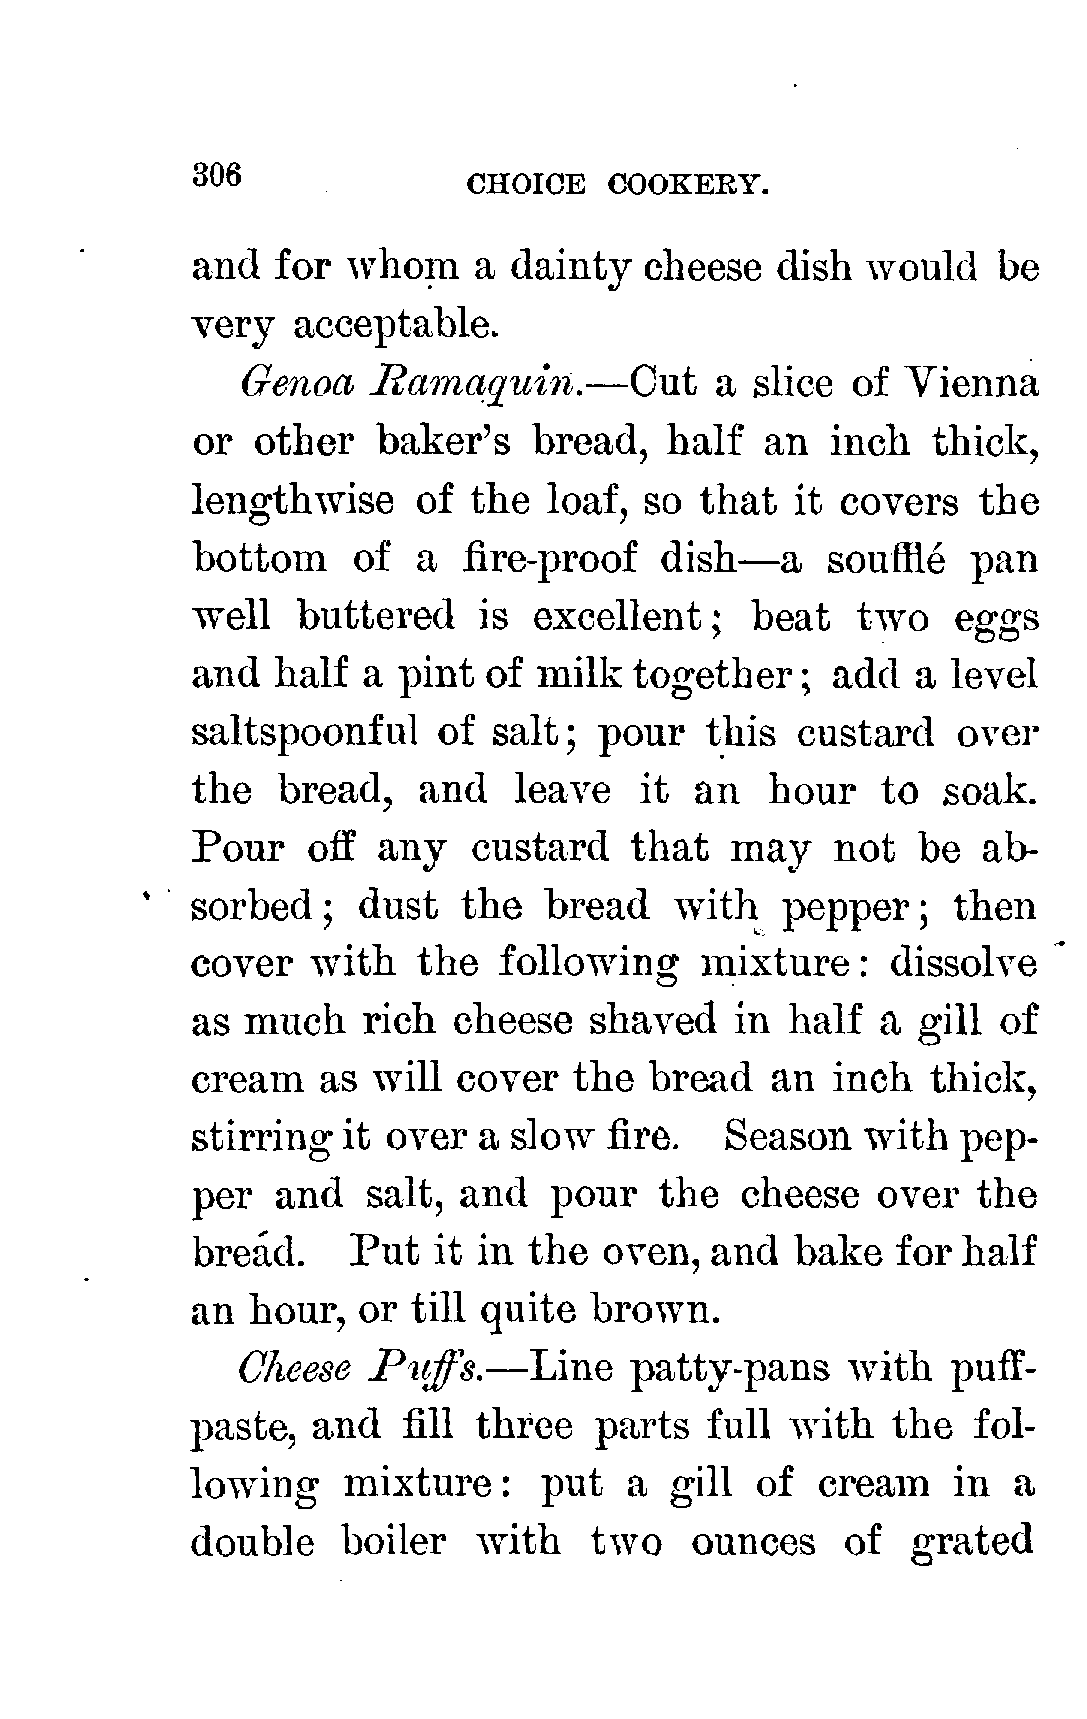 306
CHOICE COOKERY.
and for whom a dainty cheese dish would be
very acceptable.
Genoa Ramaquin.—Cut a slice of Vienna
or other baker's bread, half an inch thick,
lengthwise of the loaf, so that it covers the
bottom of a fire-proof dish—a soufflé pan
well buttered is excellent; beat two eggs
and half a pint of milk together; add a level
saltspoonful of salt; pour this custard over
the bread, and leave it an hour to soak.
Pour off any custard that may not be ab-
sorbed; dust the bread with pepper; then
cover with the following mixture: dissolve
as much rich cheese shaved in half a gill of
cream as will cover the bread an inch thick,
stirring it over a slow fire. Season with pep-
per and salt, and pour the cheese over the
bread. Put it in the oven, and bake for half
an hour, or till quite brown.
Cheese Puffs.—Line patty-pans with puff-
paste, and fill three parts full with the fol-
lowing mixture: put a gill of cream in a
double boiler with two ounces of grated